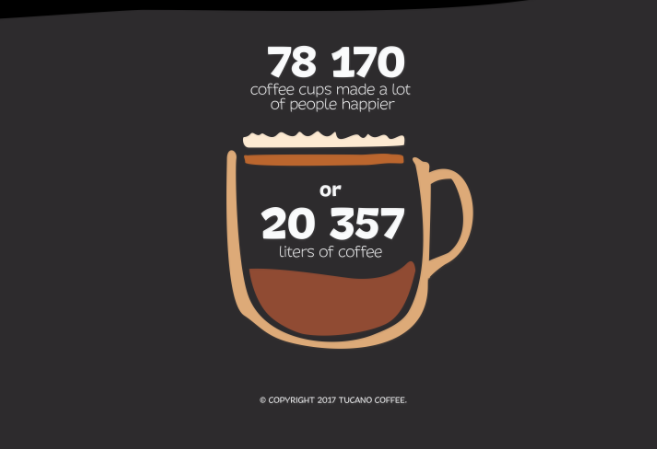 78 170
coffee cups made a lot
of people happier
or
20 357
liters of coffee
© COPYRIGHT 2017 TUCANO COFFEE.